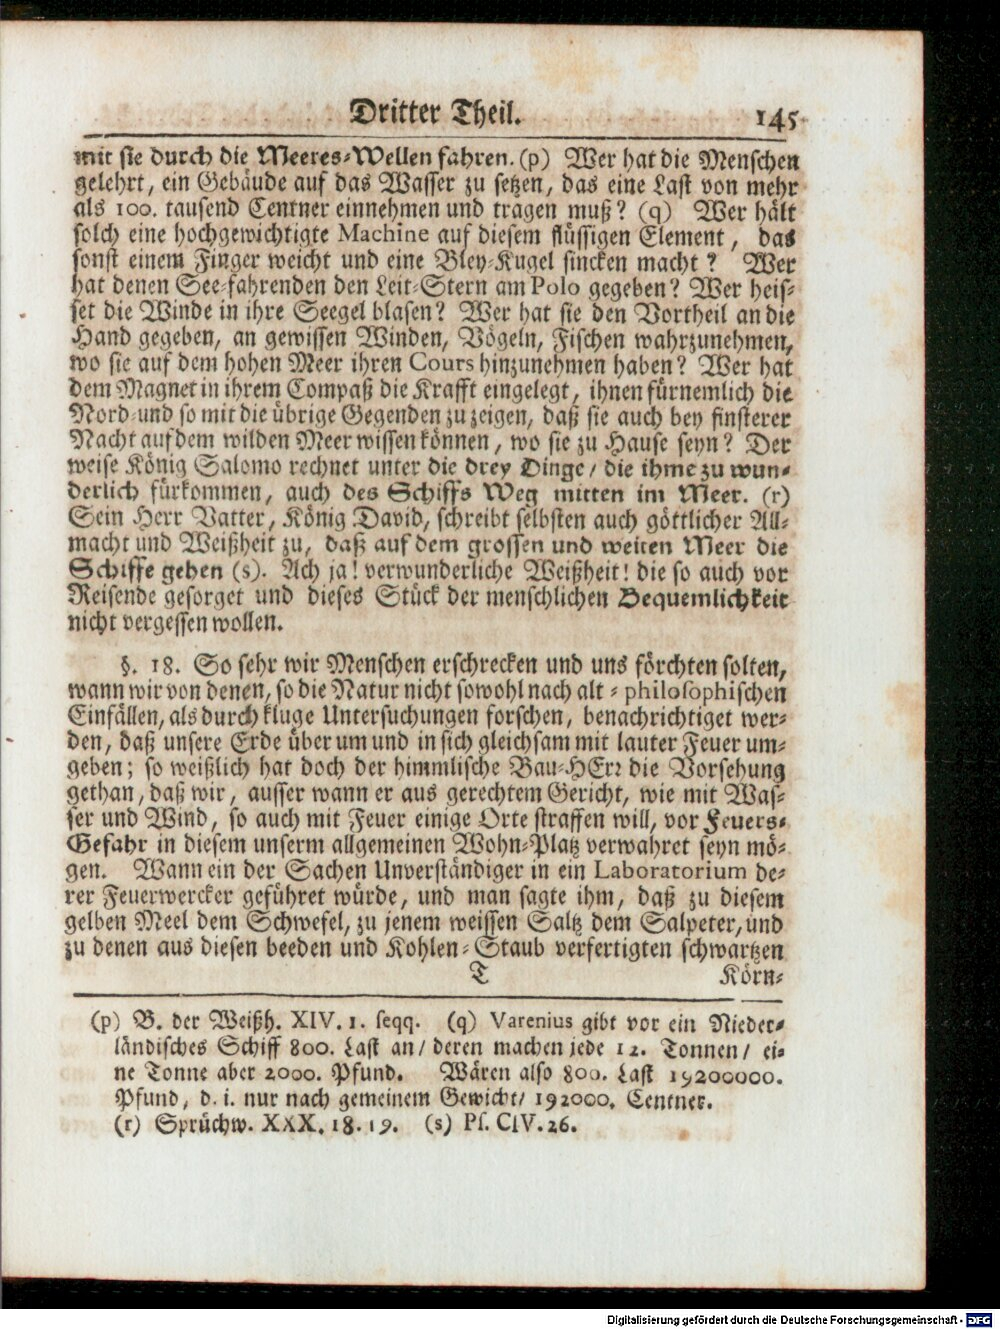 Dritter Theil. 145
mit sie durch die Meeres-Wellen fahren. (p) Wer hat die Menschen
gelehrt, ein Gebäude auf das Wasser zu setzen, das eine Last von mehr
als 100. tausend Centner einnehmen und tragen muß? (q) Wer hält
solch eine hochgewichtigte Machine auf diesem flüssigen Element, das
sonst einem Finger weicht und eine Bley-Kugel sincken macht? Wer
hat denen See-fahrenden den Leit-Stern am Polo gegeben? Wer heis-
set die Winde in ihre Seegel blasen? Wer hat sie den Vortheil an die
Hand gegeben, an gewissen Winden, Vögeln, Fischen wahrzunehmen,
wo sie auf dem hohen Meer ihren Cours hinzunehmen haben? Wer hat
dem Magnet in ihrem Compaß die Krafft eingelegt, ihnen fürnemlich die
Nord-und so mit die übrige Gegenden zu zeigen, daß sie auch bey finsterer
Nacht auf dem wilden Meer wissen können, wo sie zu Hause seyn? Der
weise König Salomo rechnet unter die drey Dinge/ die ihme zu wun-
derlich fürkommen, auch des Schiffs Weg mitten im Meer. (r)
Sein Herr Vatter, König David, schreibt selbsten auch göttlicher All-
macht und Weißheit zu, daß auf dem grossen und weiten Meer die
Schiffe gehen (s). Ach ja! verwunderliche Weißheit! die so auch vor
Reisende gesorget und dieses Stück der menschlichen Bequemlichkeit
nicht vergessen wollen.
§. 18. So sehr wir Menschen erschrecken und uns förchten solten,
wann wir von denen, so die Natur nicht sowohl nach alt-philosophischen
Einfällen, als durch kluge Untersuchungen forschen, benachrichtiget wer-
den, daß unsere Erde über um und in sich gleichsam mit lauter Feuer um-
geben; so weißlich hat doch der himmlische Bau-HErr die Vorsehung
gethan, daß wir, ausser wann er aus gerechtem Gericht, wie mit Was-
ser und Wind, so auch mit Feuer einige Orte straffen will, vor Feuers-
Gefahr in diesem unserm allgemeinen Wohn-Platz verwahret seyn mö-
gen. Wann ein der Sachen Unverständiger in ein Laboratorium de-
rer Feuerwercker geführet würde, und man sagte ihm, daß zu diesem
gelben Meel dem Schwefel, zu jenem weissen Saltz dem Salpeter, und
zu denen aus diesen beeden und Kohlen-Staub verfertigten schwartzen
T Körn-
(p) B. der Weißh. XIV. 1. seqq. (q) Varenius gibt vor ein Nieder-
ländisches Schiff 800. Last an/ deren machen jede 12. Tonnen/ ei-
ne Tonne aber 2000. Pfund. Wären also 800. Last 19200000.
Pfund, d. i. nur nach gemeinem Gewicht/ 192000. Centner.
(r) Sprüchw. XXX. 18. 19. (s) Ps. CIV. 26.
Digitalisierung gefördert durch die Deutsche Forschungsgemeinschaft - DFG